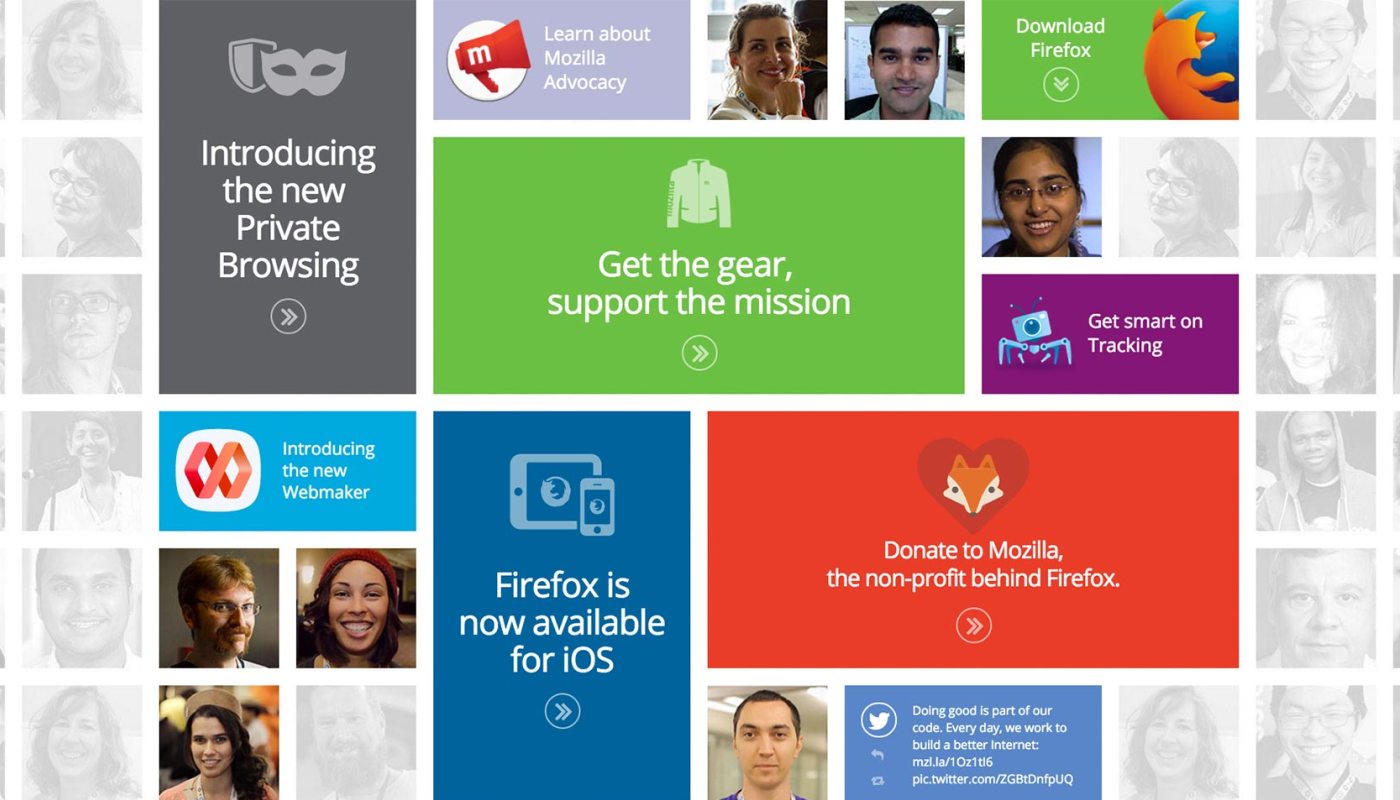 Introducing
the new
Private
Browsing
m
Learn about
Mozilla
Advocacy
Download
Firefox
mozilla
Get the gear,
support the mission
Get smart on
Tracking
Introducing
the new
Webmaker
Firefox is
now available
for iOS
Donate to Mozilla,
the non-profit behind Firefox.
Doing good is part of our
code. Every day, we work to
build a better Internet:
mzl.la/1Oz1tI6
pic.twitter.com/ZGBtDnfpUQ